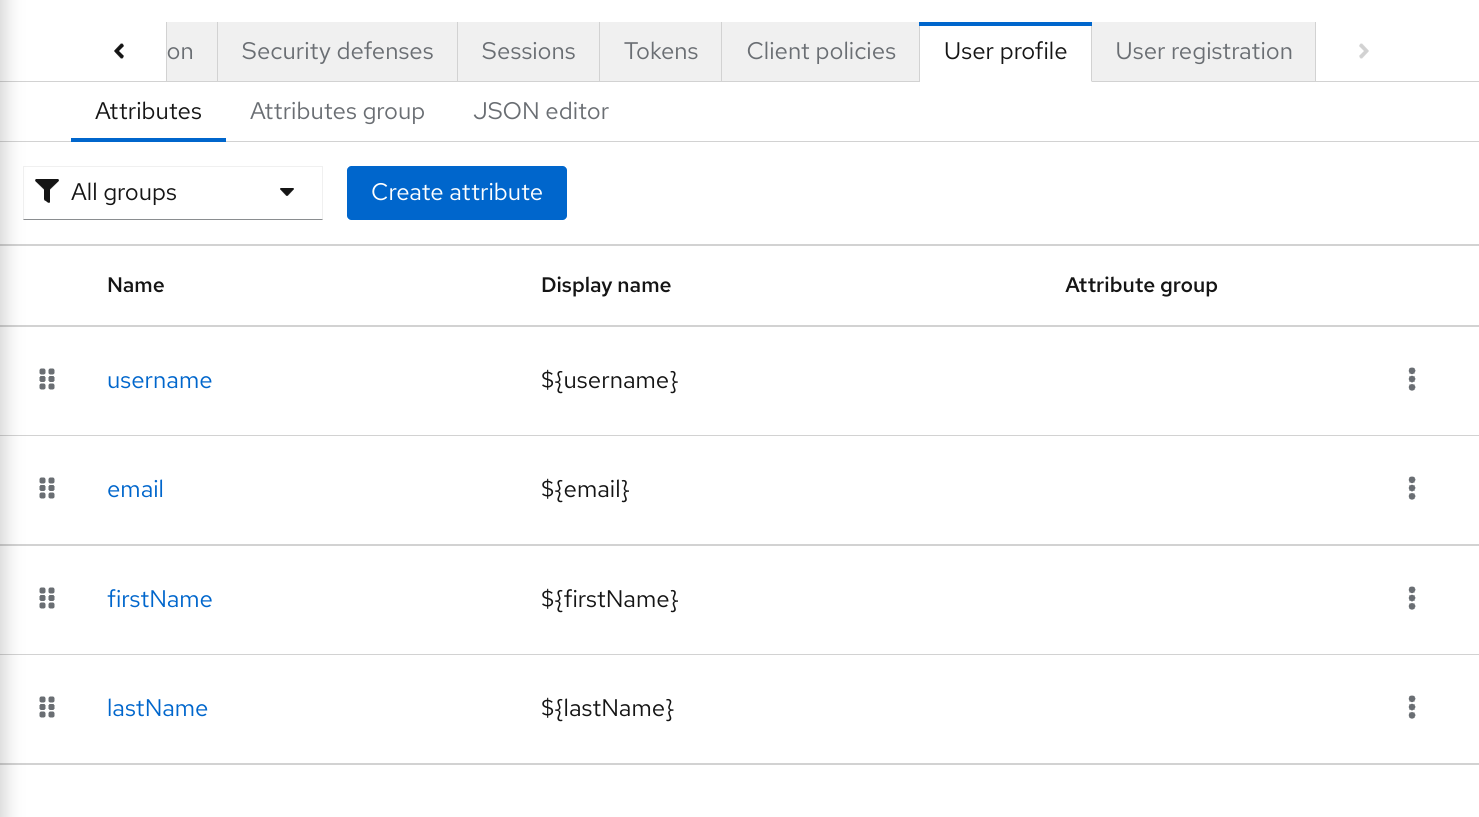 on Security defenses Sessions Tokens Client policies User profile User registration
Attributes Attributes group JSON editor
All groups Create attribute
Name Display name Attribute group
username ${username}
email ${email}
firstName ${firstName}
lastName ${lastName}